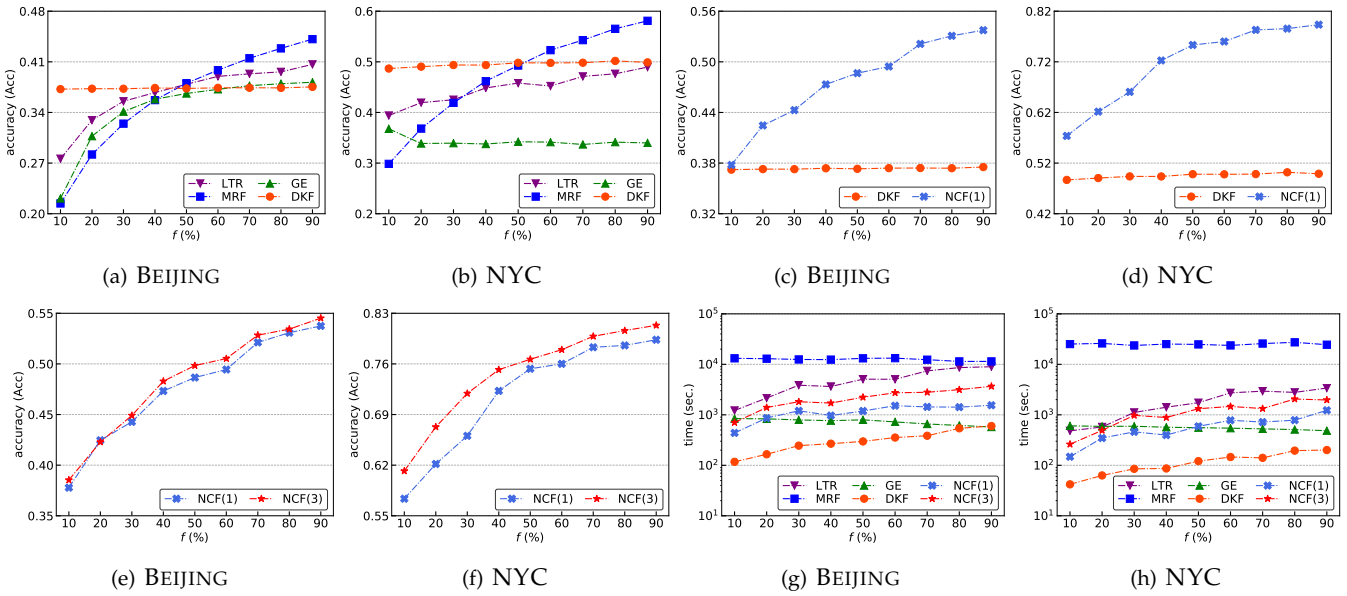 accuracy (Acc)
0.48
0.41
0.34
0.27
0.20
10 20 30 40 50 60 70 80 90
f (%)
LTR
MRF
GE
DKF
(a) BEIJING
accuracy (Acc)
0.6
0.5
0.4
0.3
0.2
10 20 30 40 50 60 70 80 90
f (%)
LTR
MRF
GE
DKF
(b) NYC
accuracy (Acc)
0.56
0.50
0.44
0.38
0.32
10 20 30 40 50 60 70 80 90
f (%)
DKF
NCF(1)
(c) BEIJING
accuracy (Acc)
0.82
0.72
0.62
0.52
0.42
10 20 30 40 50 60 70 80 90
f (%)
DKF
NCF(1)
(d) NYC
accuracy (Acc)
0.55
0.50
0.45
0.40
0.35
10 20 30 40 50 60 70 80 90
f (%)
NCF(1)
NCF(3)
(e) BEIJING
accuracy (Acc)
0.83
0.76
0.69
0.62
0.55
10 20 30 40 50 60 70 80 90
f (%)
NCF(1)
NCF(3)
(f) NYC
time (sec.)
10⁵
10⁴
10³
10²
10¹
10 20 30 40 50 60 70 80 90
f (%)
LTR
MRF
GE
DKF
NCF(1)
NCF(3)
(g) BEIJING
time (sec.)
10⁵
10⁴
10³
10²
10¹
10 20 30 40 50 60 70 80 90
f (%)
LTR
MRF
GE
DKF
NCF(1)
NCF(3)
(h) NYC